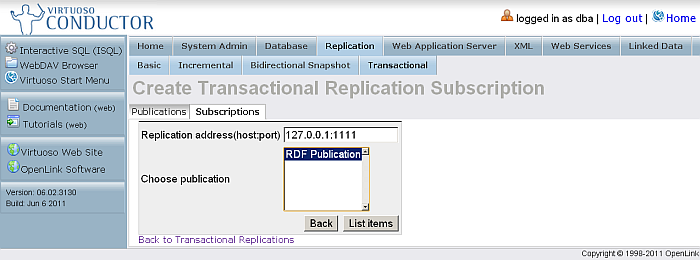 VIRTUOSO
CONDUCTOR
logged in as dba | Log out | Home
Interactive SQL (ISQL)
WebDAV Browser
Virtuoso Start Menu
Documentation (web)
Tutorials (web)
Virtuoso Web Site
OpenLink Software
Version: 06.02.3130
Build: Jun 6 2011
Home System Admin Database Replication Web Application Server XML Web Services Linked Data
Basic Incremental Bidirectional Snapshot Transactional
Create Transactional Replication Subscription
Publications Subscriptions
Replication address(host:port) 127.0.0.1:1111
RDF Publication
Choose publication
Back List items
Back to Transactional Replications
Copyright © 1998-2011 OpenLink